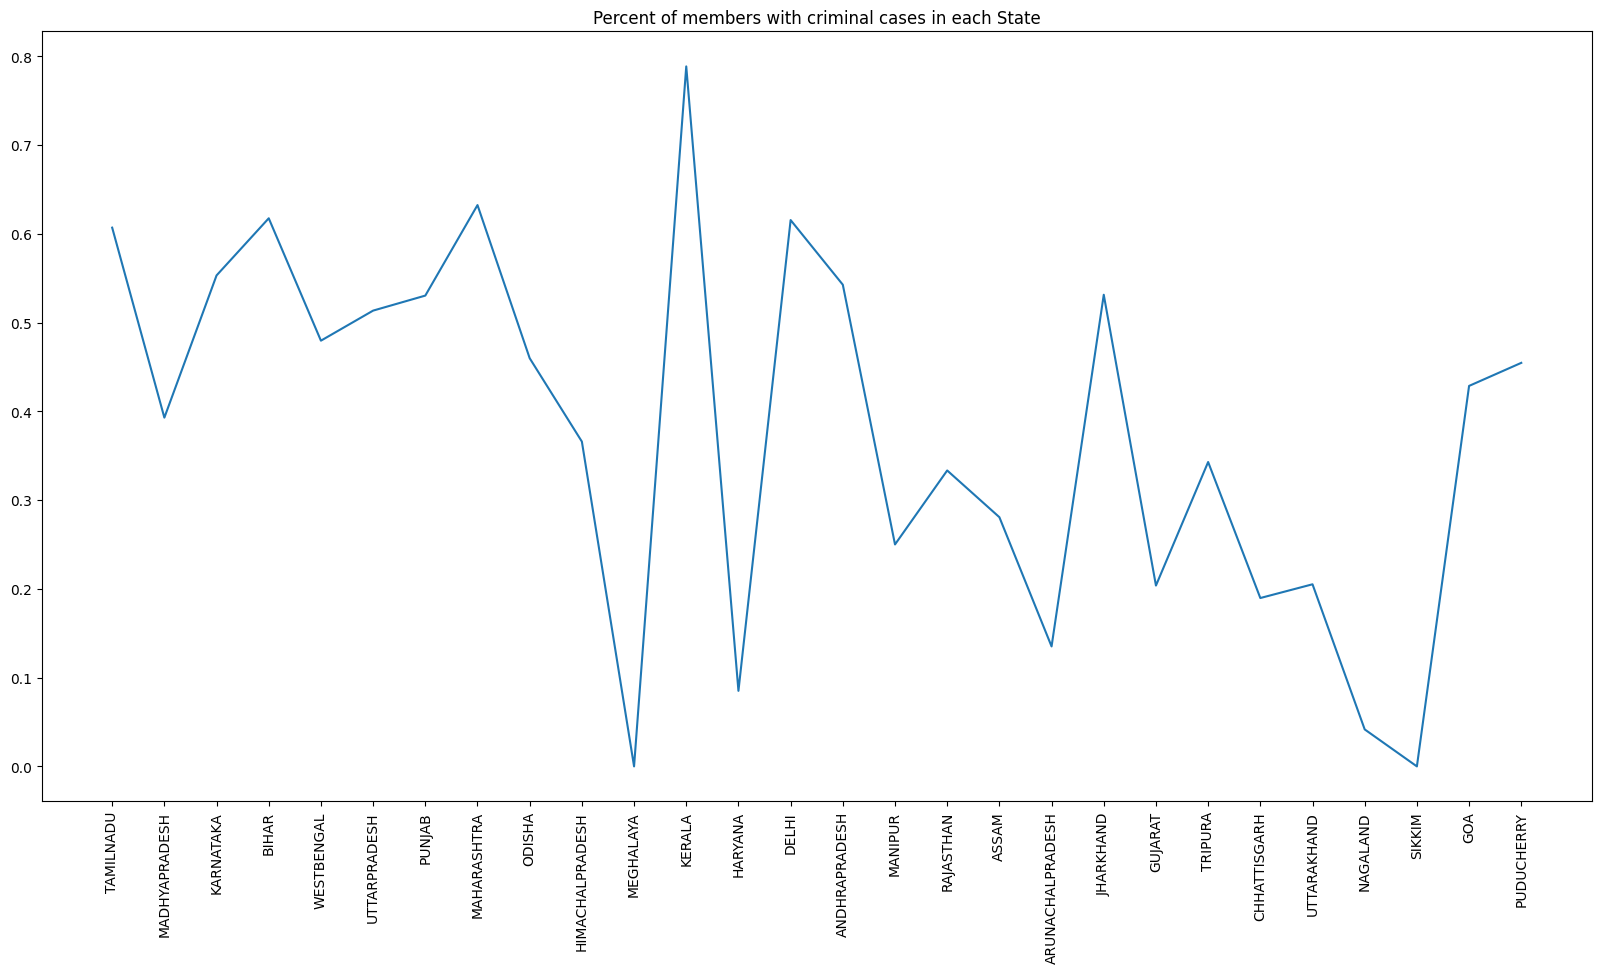 Percent of members with criminal cases in each State
0.8
0.7
0.6
0.5
0.4
0.3
0.2
0.1
0.0
TAMILNADU
MADHYAPRADESH
KARNATAKA
BIHAR
WESTBENGAL
UTTARPRADESH
PUNJAB
MAHARASHTRA
ODISHA
HIMACHALPRADESH
MEGHALAYA
KERALA
HARYANA
DELHI
ANDHRAPRADESH
MANIPUR
RAJASTHAN
ASSAM
ARUNACHALPRADESH
JHARKHAND
GUJARAT
TRIPURA
CHHATTISGARH
UTTARAKHAND
NAGALAND
SIKKIM
GOA
PUDUCHERRY